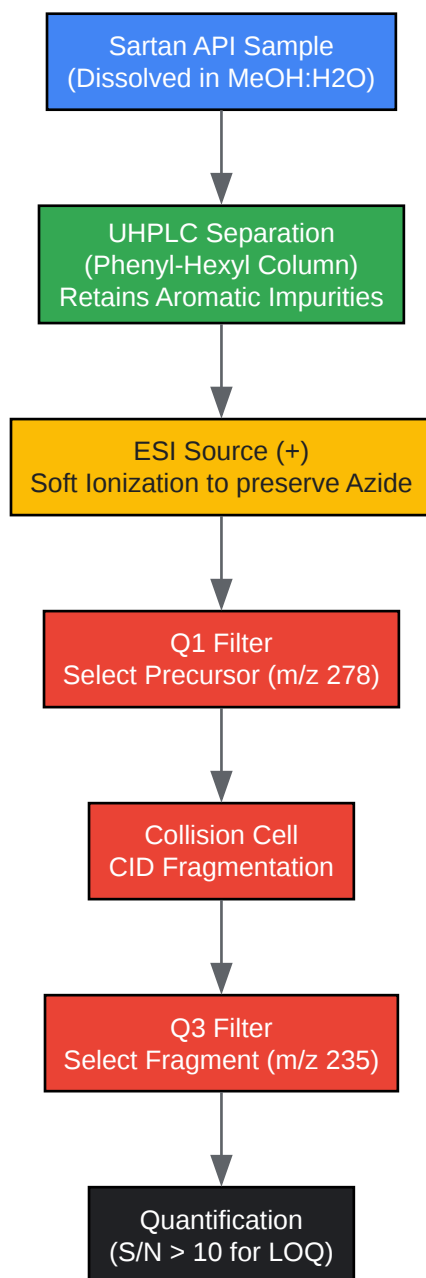 Sartan API Sample
(Dissolved in MeOH:H2O)
UHPLC Separation
(Phenyl-Hexyl Column)
Retains Aromatic Impurities
ESI Source (+)
Soft Ionization to preserve Azide
Q1 Filter
Select Precursor (m/z 278)
Collision Cell
CID Fragmentation
Q3 Filter
Select Fragment (m/z 235)
Quantification
(S/N > 10 for LOQ)